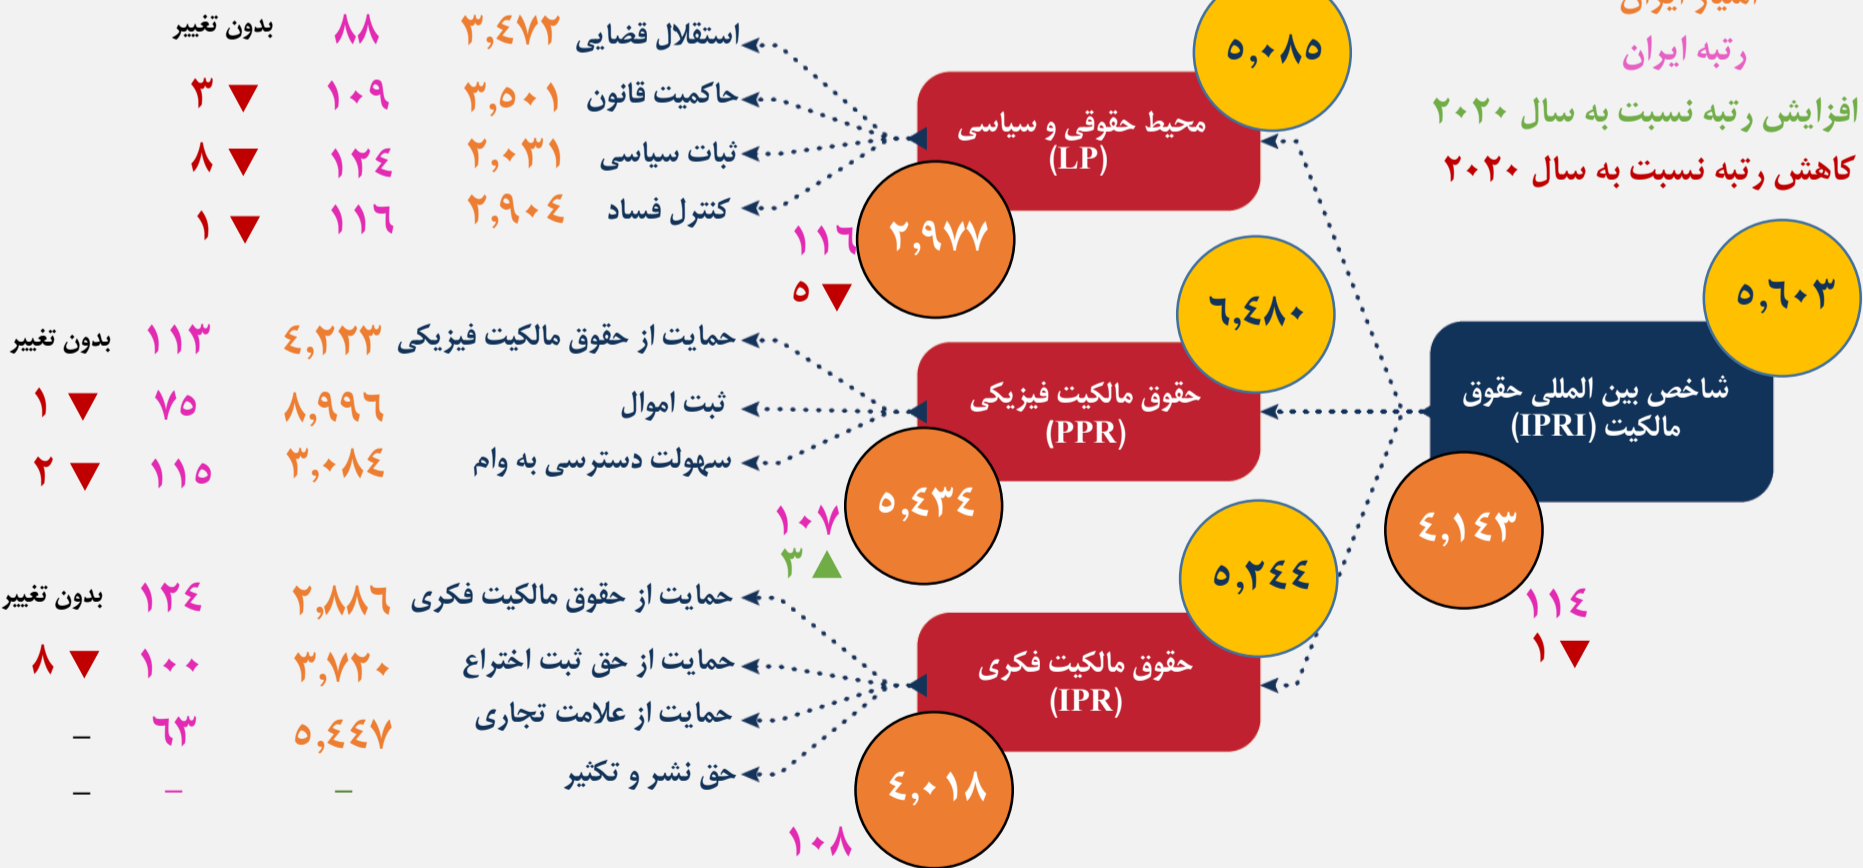 امتیاز ایران
رتبه ایران
افزایش رتبه نسبت به سال ۲۰۲۰
کاهش رتبه نسبت به سال ۲۰۲۰
۵,۶۰۳
شاخص بین المللی حقوق
مالکیت (IPRI)
۴,۱۴۳
۱۱۴
▼ ۱
۵,۰۸۵
محیط حقوقی و سیاسی
(LP)
۲,۹۷۷
۱۱۶
▼ ۵
استقلال قضایی ۳,۴۷۲ ۸۸ بدون تغییر
حاکمیت قانون ۳,۵۰۱ ۱۰۹ ▼ ۳
ثبات سیاسی ۲,۰۳۱ ۱۲۴ ▼ ۸
کنترل فساد ۲,۹۰۴ ۱۱۶ ▼ ۱
۶,۴۸۰
حقوق مالکیت فیزیکی
(PPR)
۵,۴۳۴
۱۰۷
▲ ۳
حمایت از حقوق مالکیت فیزیکی ۴,۲۲۳ ۱۱۳ بدون تغییر
ثبت اموال ۸,۹۹۶ ۷۵ ▼ ۱
سهولت دسترسی به وام ۳,۰۸۴ ۱۱۵ ▼ ۲
۵,۲۴۴
حقوق مالکیت فکری
(IPR)
۴,۰۱۸
۱۰۸
حمایت از حقوق مالکیت فکری ۲,۸۸۶ ۱۲۴ بدون تغییر
حمایت از حق ثبت اختراع ۳,۷۲۰ ۱۰۰ ▼ ۸
حمایت از علامت تجاری ۵,۴۴۷ ۶۳ –
حق نشر و تکثیر – – –